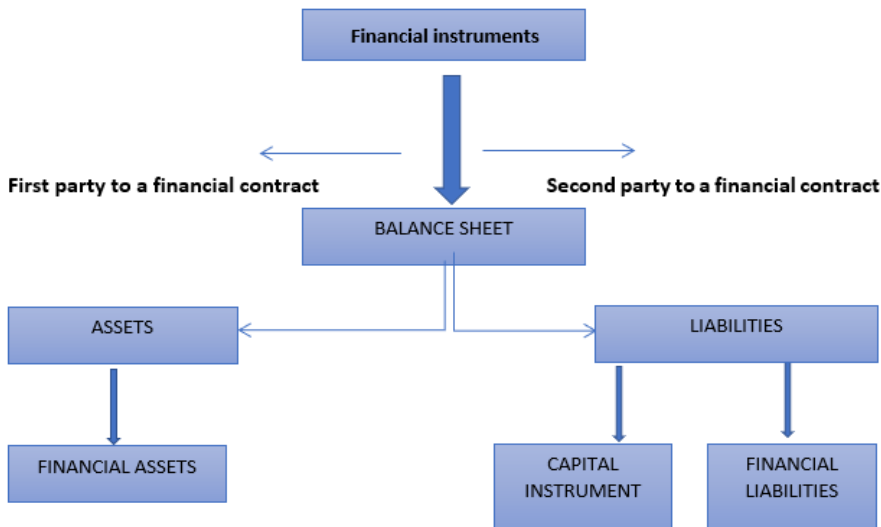 Financial instruments
First party to a financial contract
Second party to a financial contract
BALANCE SHEET
ASSETS
LIABILITIES
FINANCIAL ASSETS
CAPITAL
INSTRUMENT
FINANCIAL
LIABILITIES